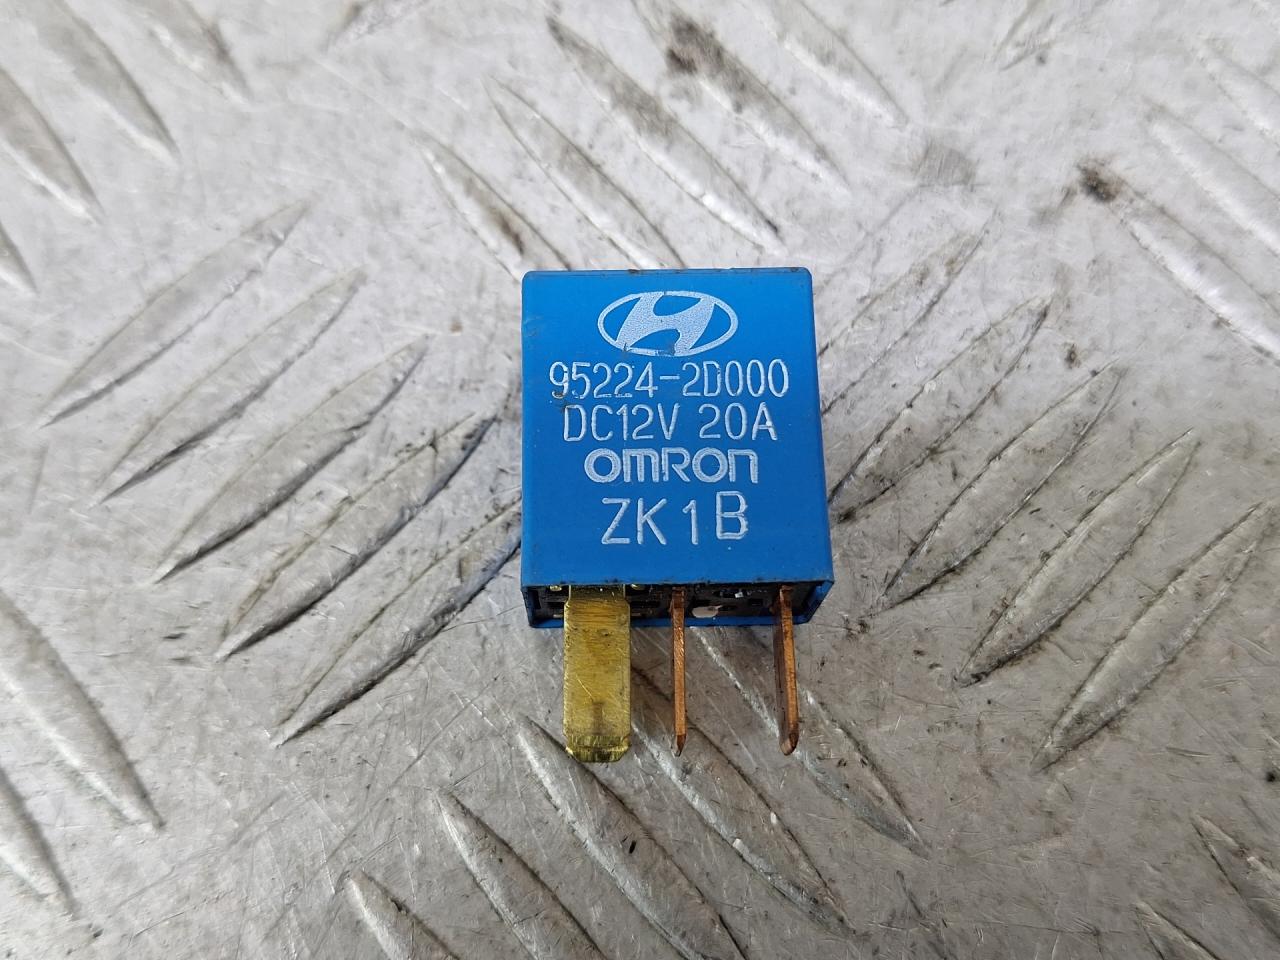 95224-2D000
DC12V 20A
omRon
ZK1B